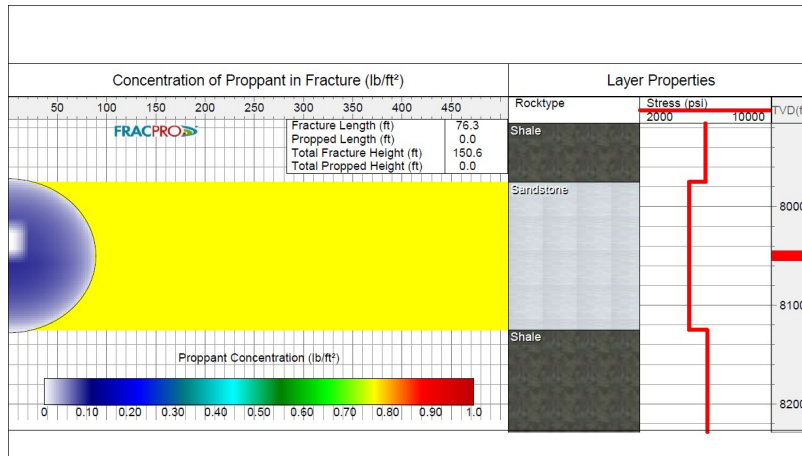 Concentration of Proppant in Fracture (lb/ft²)
Layer Properties
50 100 150 200 250 300 350 400 450
Rocktype
Stress (psi)
2000 10000
TVD(f
FRACPRO
Fracture Length (ft) 76.3
Propped Length (ft) 0.0
Total Fracture Height (ft) 150.6
Total Propped Height (ft) 0.0
Shale
Sandstone
8000
8100
Shale
Proppant Concentration (lb/ft²)
0 0.10 0.20 0.30 0.40 0.50 0.60 0.70 0.80 0.90 1.0
8200